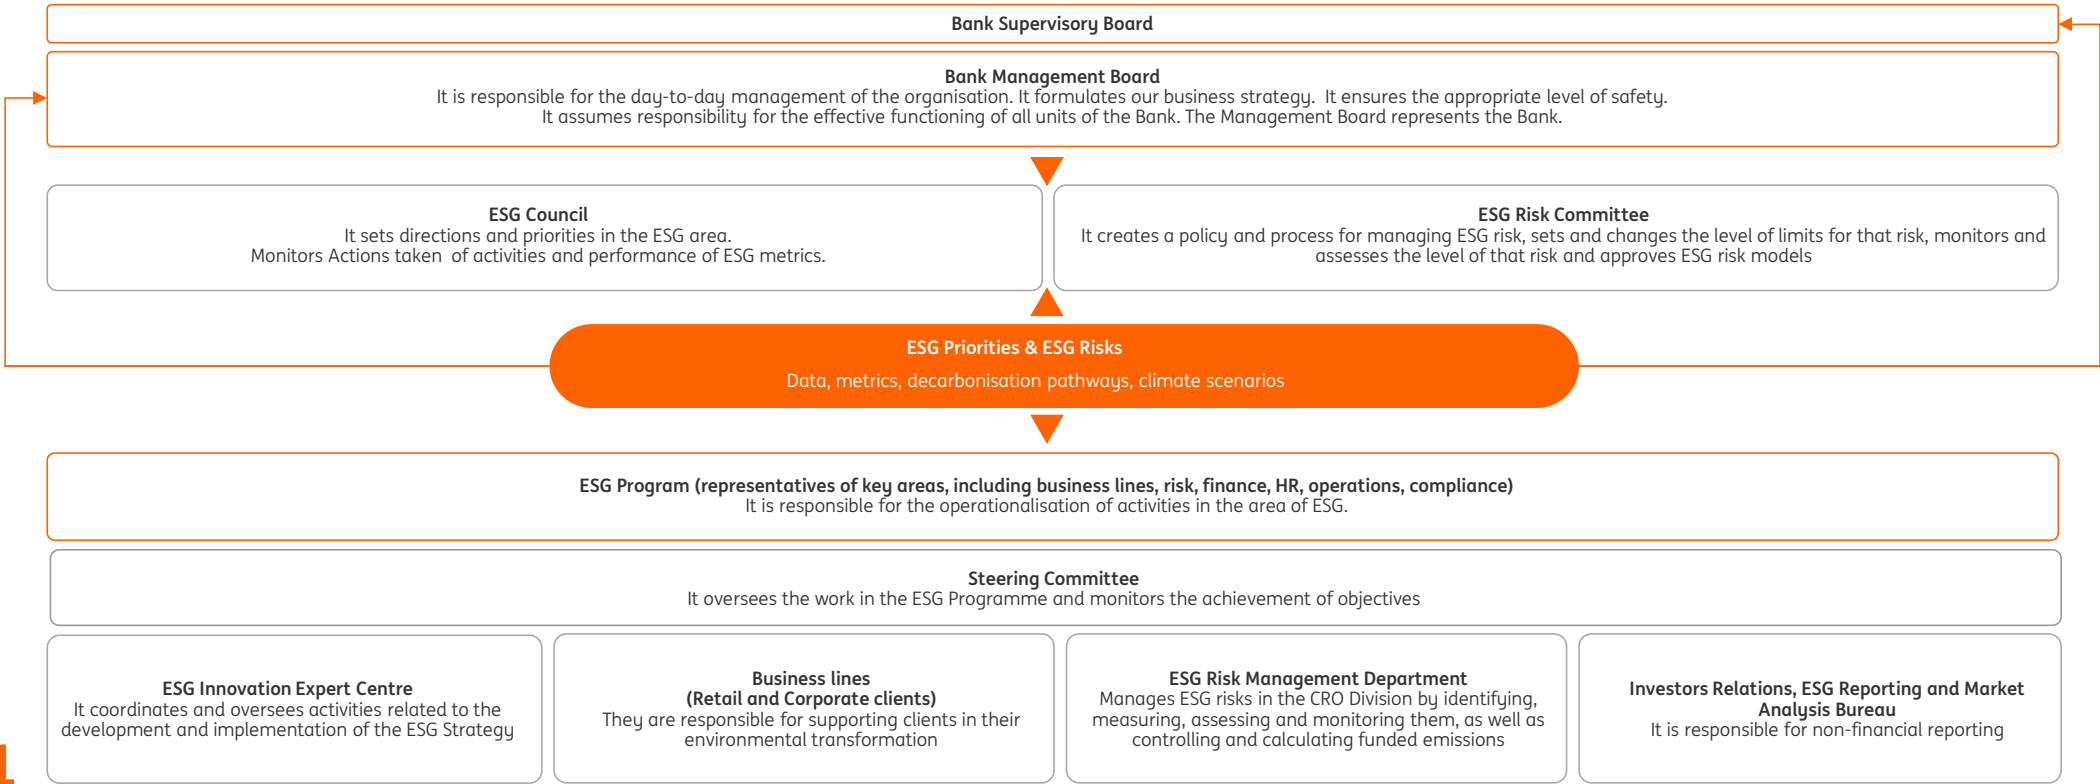 Bank Supervisory Board
Bank Management Board
It is responsible for the day-to-day management of the organisation. It formulates our business strategy.  It ensures the appropriate level of safety.
It assumes responsibility for the effective functioning of all units of the Bank. The Management Board represents the Bank.
ESG Council
It sets directions and priorities in the ESG area.
Monitors Actions taken  of activities and performance of ESG metrics.
ESG Risk Committee
It creates a policy and process for managing ESG risk, sets and changes the level of limits for that risk, monitors and
assesses the level of that risk and approves ESG risk models
ESG Priorities & ESG Risks
Data, metrics, decarbonisation pathways, climate scenarios
ESG Program (representatives of key areas, including business lines, risk, finance, HR, operations, compliance)
It is responsible for the operationalisation of activities in the area of ESG.
Steering Committee
It oversees the work in the ESG Programme and monitors the achievement of objectives
ESG Innovation Expert Centre
It coordinates and oversees activities related to the
development and implementation of the ESG Strategy
Business lines
(Retail and Corporate clients)
They are responsible for supporting clients in their
environmental transformation
ESG Risk Management Department
Manages ESG risks in the CRO Division by identifying,
measuring, assessing and monitoring them, as well as
controlling and calculating funded emissions
Investors Relations, ESG Reporting and Market
Analysis Bureau
It is responsible for non-financial reporting